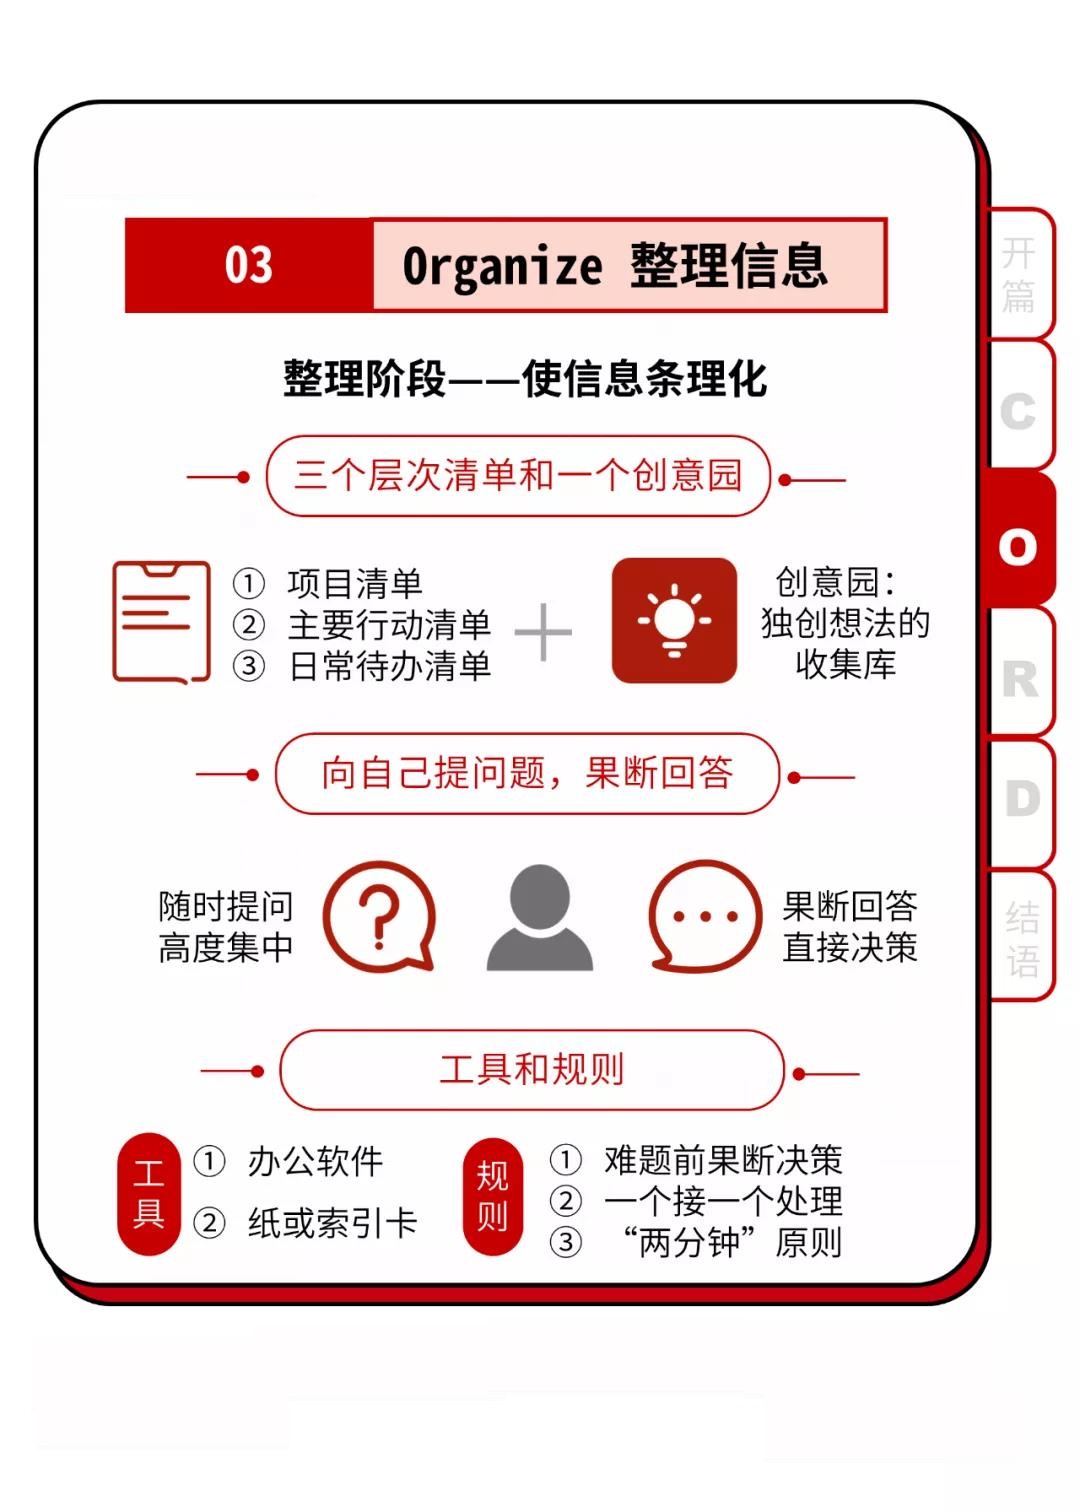 03
Organize 整理信息
整理阶段——使信息条理化
三个层次清单和一个创意园
① 项目清单
② 主要行动清单
③ 日常待办清单
创意园：
独创想法的
收集库
向自己提问题，果断回答
随时提问
高度集中
果断回答
直接决策
工具和规则
工
具
① 办公软件
② 纸或索引卡
规
则
① 难题前果断决策
② 一个接一个处理
③ “两分钟”原则
开
篇
C
O
R
D
结
语